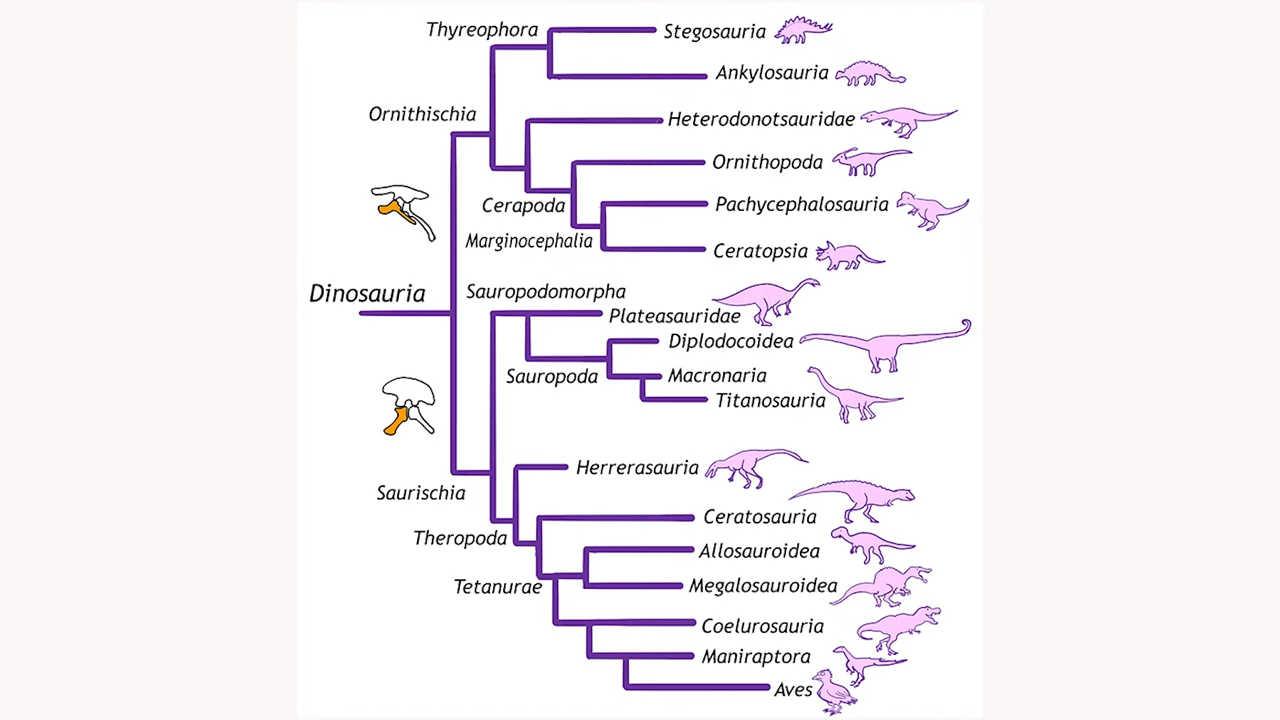 Thyreophora
Stegosauria
Ankylosauria
Ornithischia
Heterodonotsauridae
Ornithopoda
Cerapoda
Pachycephalosauria
Marginocephalia
Ceratopsia
Dinosauria
Sauropodomorpha
Plateasauridae
Diplodocoidea
Sauropoda
Macronaria
Titanosauria
Herrerasauria
Saurischia
Ceratosauria
Theropoda
Allosauroidea
Tetanurae
Megalosauroidea
Coelurosauria
Maniraptora
Aves